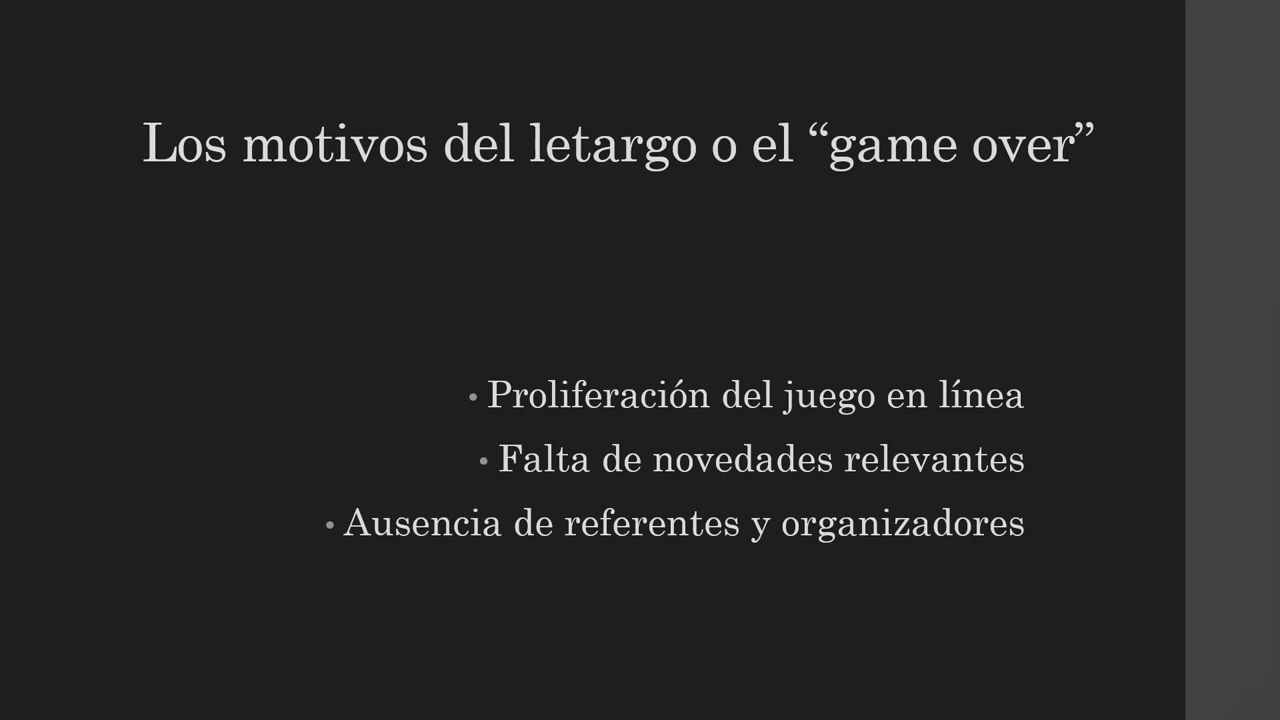 Los motivos del letargo o el “game over”
• Proliferación del juego en línea
• Falta de novedades relevantes
• Ausencia de referentes y organizadores